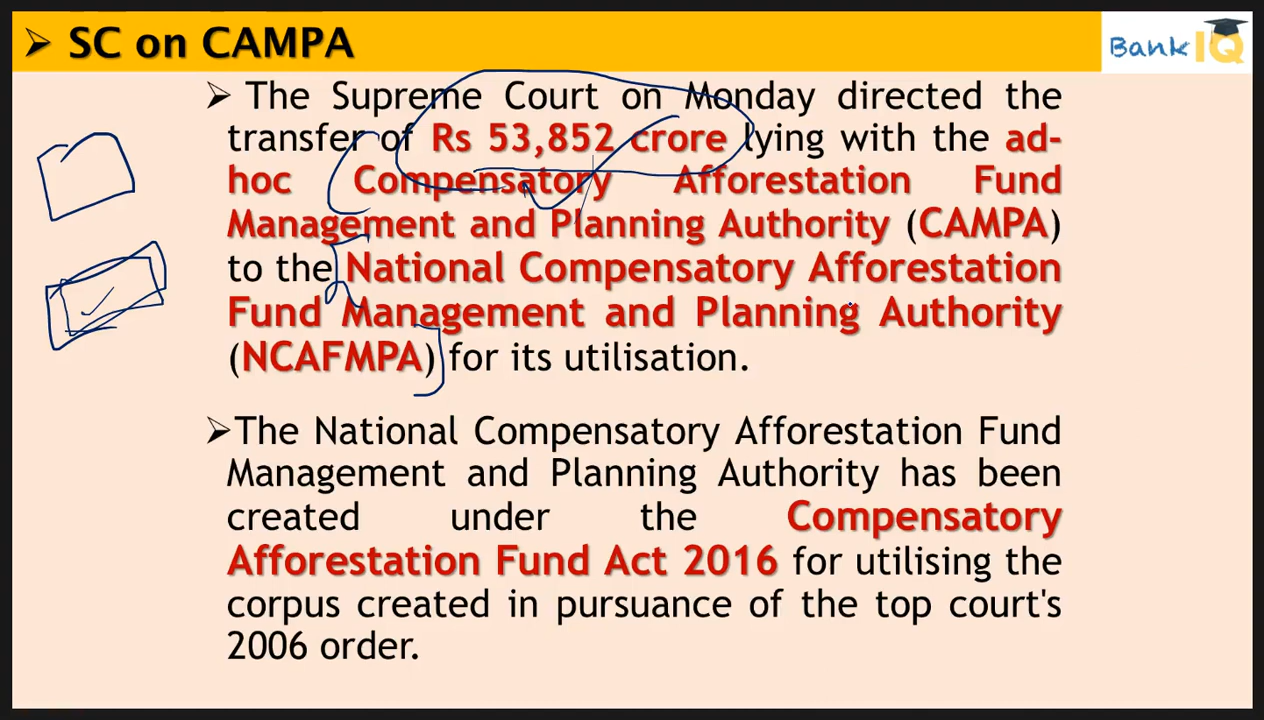 ➢ SC on CAMPA
Bank IQ
➢ The Supreme Court on Monday directed the
transfer of Rs 53,852 crore lying with the ad-
hoc Compensatory Afforestation Fund
Management and Planning Authority (CAMPA)
to the National Compensatory Afforestation
Fund Management and Planning Authority
(NCAFMPA) for its utilisation.
➢The National Compensatory Afforestation Fund
Management and Planning Authority has been
created under the Compensatory
Afforestation Fund Act 2016 for utilising the
corpus created in pursuance of the top court's
2006 order.